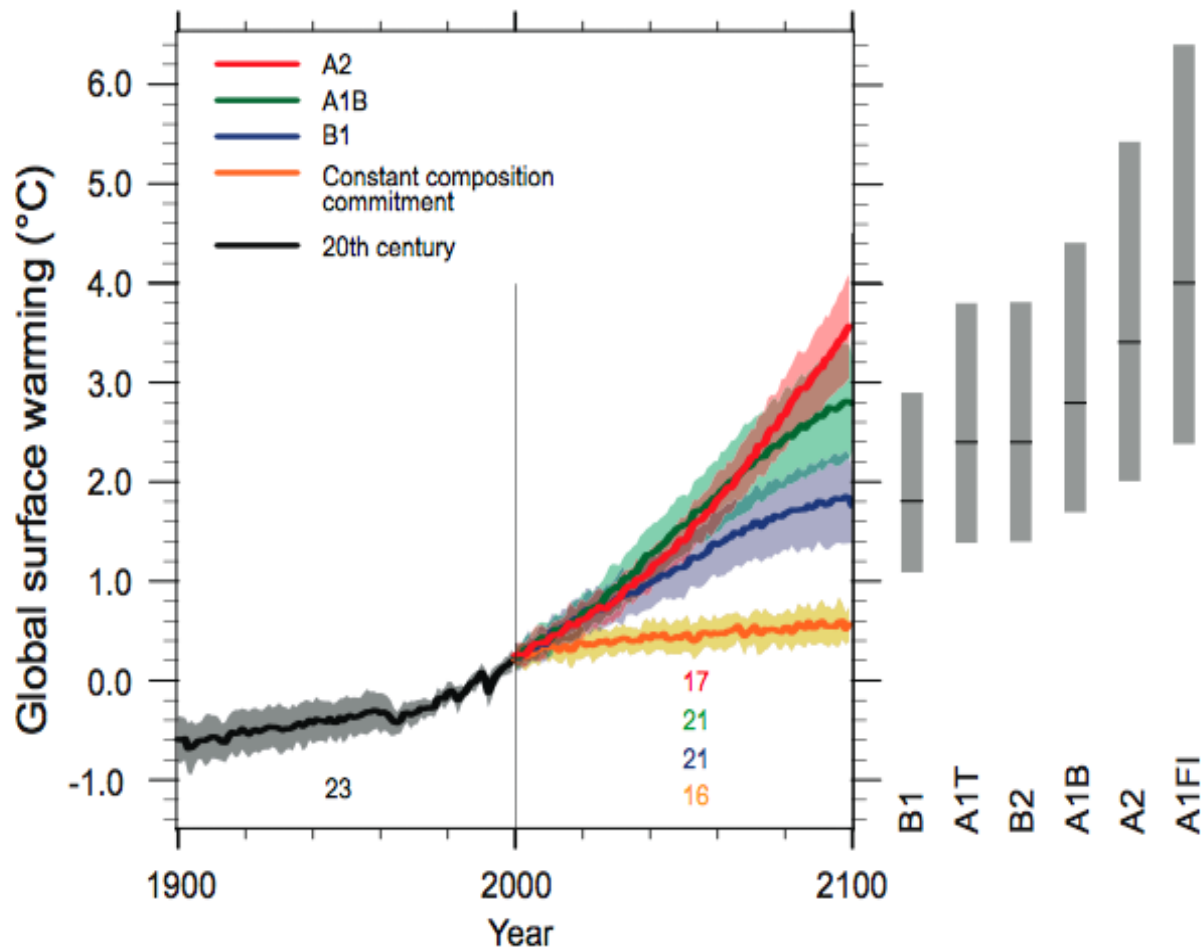 Global surface warming (°C)
6.0
5.0
4.0
3.0
2.0
1.0
0.0
-1.0
A2
A1B
B1
Constant composition
commitment
20th century
17
21
21
16
23
1900
2000
2100
Year
B1
A1T
B2
A1B
A2
A1FI